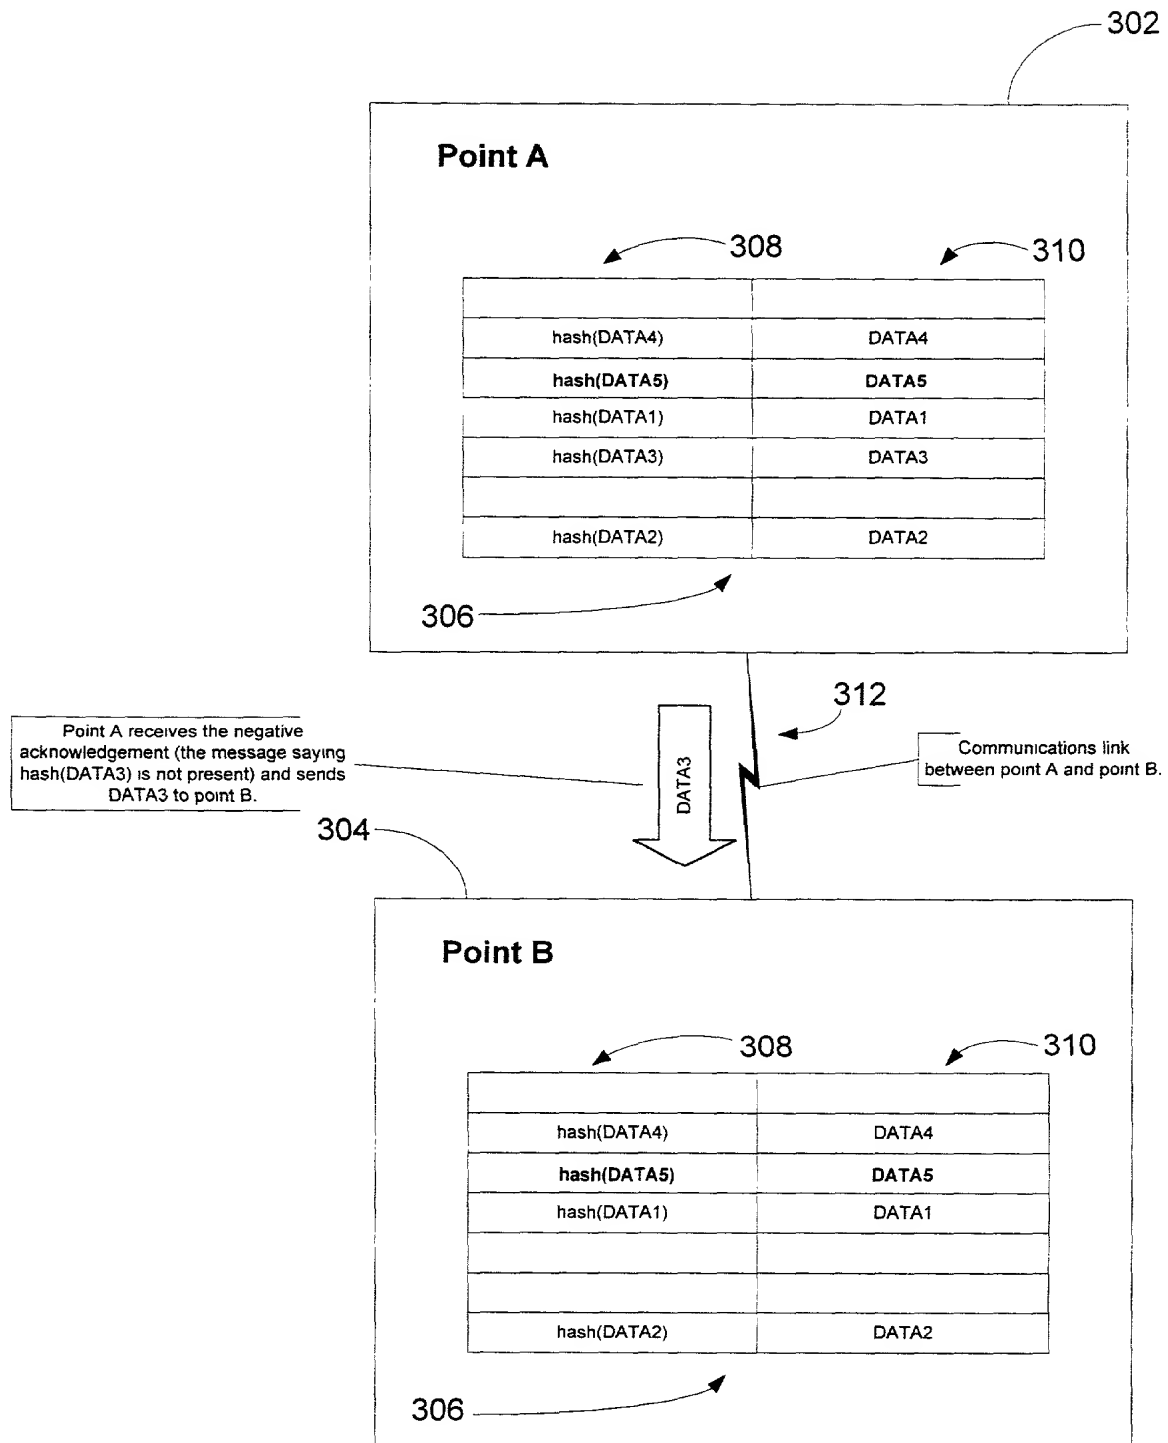 302
Point A
308
310
hash(DATA4) DATA4
hash(DATA5) DATA5
hash(DATA1) DATA1
hash(DATA3) DATA3
hash(DATA2) DATA2
306
312
Point A receives the negative
acknowledgement (the message saying
hash(DATA3) is not present) and sends
DATA3 to point B.
DATA3
Communications link
between point A and point B.
304
Point B
308
310
hash(DATA4) DATA4
hash(DATA5) DATA5
hash(DATA1) DATA1
hash(DATA2) DATA2
306